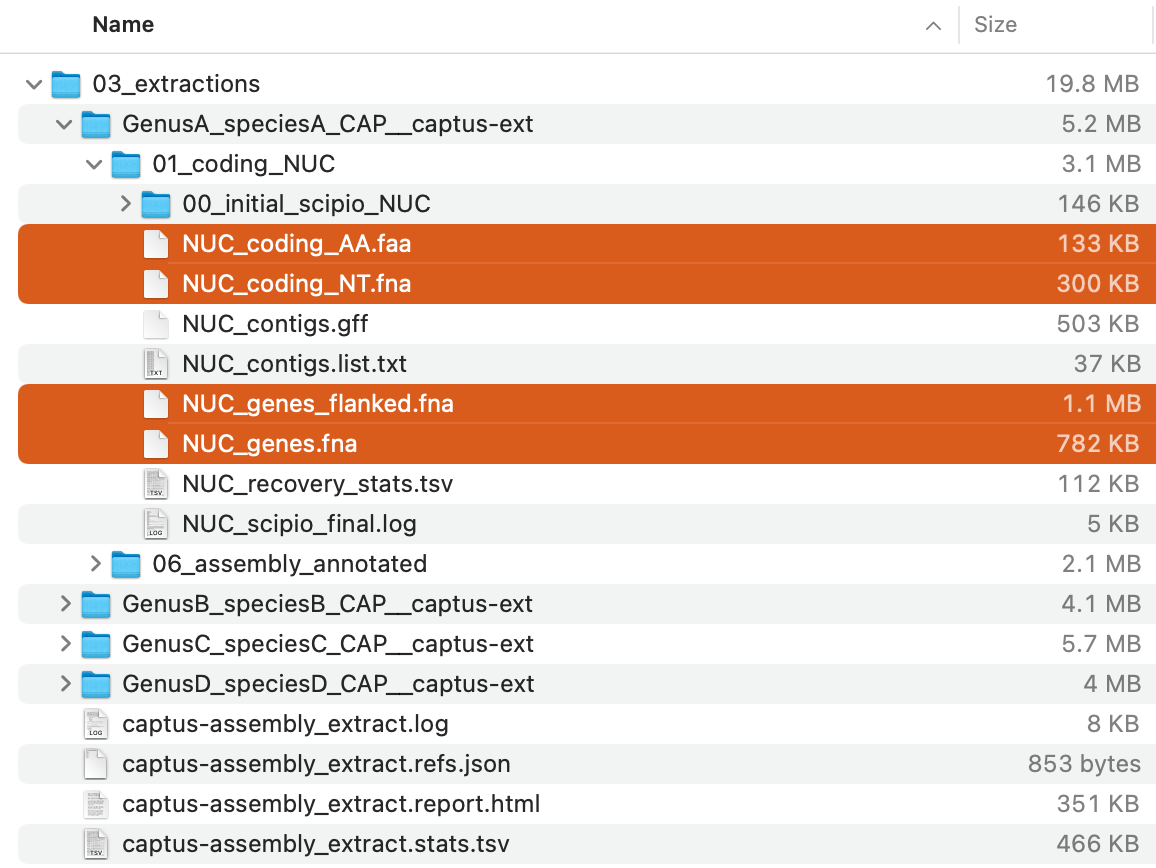 Name Size
03_extractions 19.8 MB
GenusA_speciesA_CAP__captus-ext 5.2 MB
01_coding_NUC 3.1 MB
00_initial_scipio_NUC 146 KB
NUC_coding_AA.faa 133 KB
NUC_coding_NT.fna 300 KB
NUC_contigs.gff 503 KB
TXT NUC_contigs.list.txt 37 KB
NUC_genes_flanked.fna 1.1 MB
NUC_genes.fna 782 KB
TSV NUC_recovery_stats.tsv 112 KB
LOG NUC_scipio_final.log 5 KB
06_assembly_annotated 2.1 MB
GenusB_speciesB_CAP__captus-ext 4.1 MB
GenusC_speciesC_CAP__captus-ext 5.7 MB
GenusD_speciesD_CAP__captus-ext 4 MB
LOG captus-assembly_extract.log 8 KB
captus-assembly_extract.refs.json 853 bytes
captus-assembly_extract.report.html 351 KB
TSV captus-assembly_extract.stats.tsv 466 KB